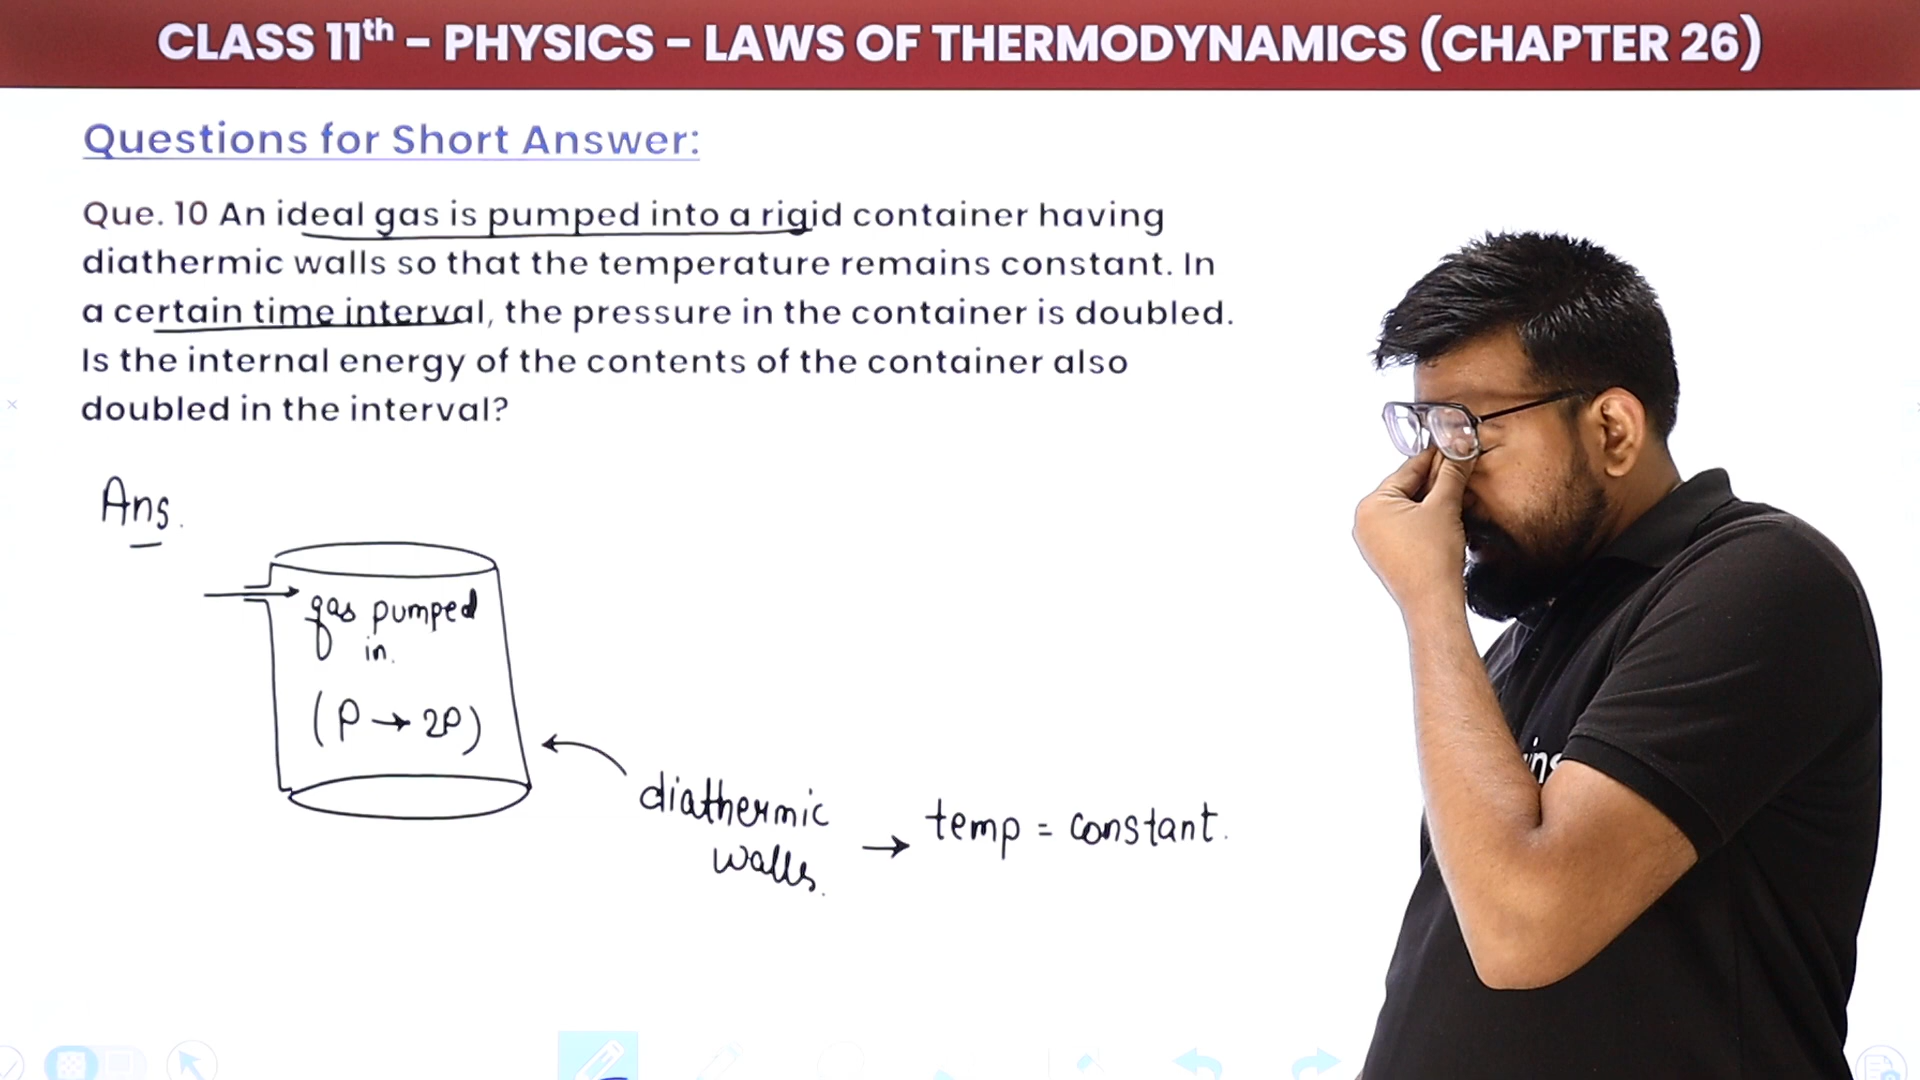 CLASS 11th - PHYSICS - LAWS OF THERMODYNAMICS (CHAPTER 26)
Questions for Short Answer:
Que. 10 An ideal gas is pumped into a rigid container having
diathermic walls so that the temperature remains constant. In
a certain time interval, the pressure in the container is doubled.
Is the internal energy of the contents of the container also
doubled in the interval?
Ans.
gas pumped
in.
(P → 2P)
diathermic
walls.
→ temp = constant.